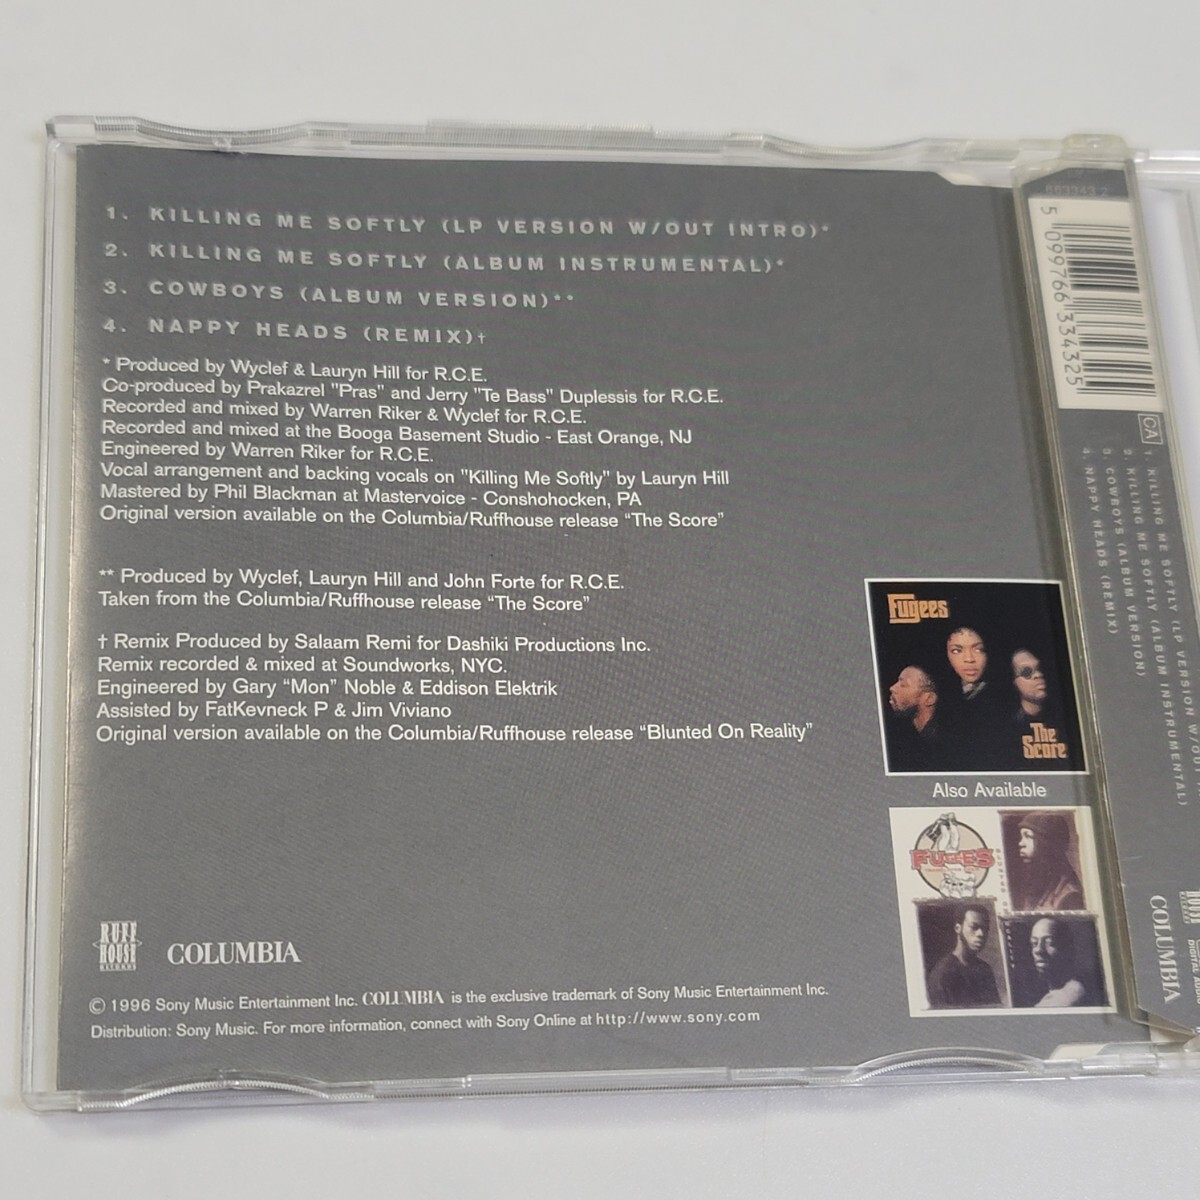 1. KILLING ME SOFTLY (LP VERSION W/OUT INTRO)*
2. KILLING ME SOFTLY (ALBUM INSTRUMENTAL)*
3. COWBOYS (ALBUM VERSION)**
4. NAPPY HEADS (REMIX)†
* Produced by Wyclef & Lauryn Hill for R.C.E.
Co-produced by Prakazrel "Pras" and Jerry "Te Bass" Duplessis for R.C.E.
Recorded and mixed by Warren Riker & Wyclef for R.C.E.
Recorded and mixed at the Booga Basement Studio - East Orange, NJ
Engineered by Warren Riker for R.C.E.
Vocal arrangement and backing vocals on "Killing Me Softly" by Lauryn Hill
Mastered by Phil Blackman at Mastervoice - Conshohocken, PA
Original version available on the Columbia/Ruffhouse release “The Score”
** Produced by Wyclef, Lauryn Hill and John Forte for R.C.E.
Taken from the Columbia/Ruffhouse release “The Score”
† Remix Produced by Salaam Remi for Dashiki Productions Inc.
Remix recorded & mixed at Soundworks, NYC.
Engineered by Gary “Mon” Noble & Eddison Elektrik
Assisted by FatKevneck P & Jim Viviano
Original version available on the Columbia/Ruffhouse release “Blunted On Reality”
Fugees
The
Score
Also Available
FUGEES
RUFF
HOUSE
RECORDS
COLUMBIA
© 1996 Sony Music Entertainment Inc. COLUMBIA is the exclusive trademark of Sony Music Entertainment Inc.
Distribution: Sony Music. For more information, connect with Sony Online at http://www.sony.com
663343 2
5 099766 334325
CA
1. KILLING ME SOFTLY (LP VERSION W/OUT
2. KILLING ME SOFTLY (ALBUM INSTRUMENTAL)
3. COWBOYS (ALBUM VERSION)
4. NAPPY HEADS (REMIX)
COLUMBIA
RUFF
HOUSE
DIGITAL AUDIO